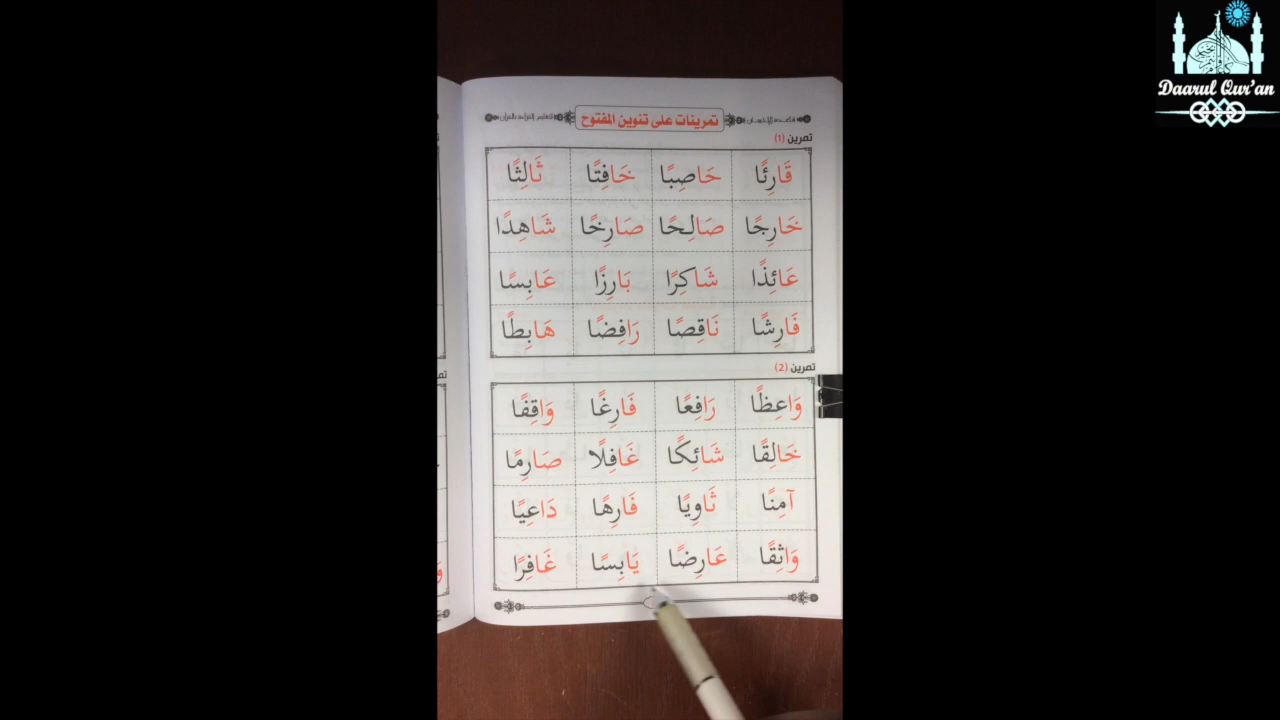 Daarul Qur'an
تمرينات على تنوين المفتوح
تمرين (1)
قَارِئًا حَاصِبًا خَافِتًا ثَالِثًا
خَارِجًا صَالِحًا صَارِخًا شَاهِدًا
عَائِذًا شَاكِرًا بَارِزًا عَابِسًا
فَارِشًا نَاقِصًا رَافِضًا هَابِطًا
تمرين (2)
وَاعِظًا رَافِعًا فَارِغًا وَاقِفًا
خَالِقًا شَائِكًا غَافِلًا صَارِمًا
آمِنًا ثَاوِيًا فَارِهًا دَاعِيًا
وَاثِقًا عَارِضًا يَابِسًا غَافِرًا